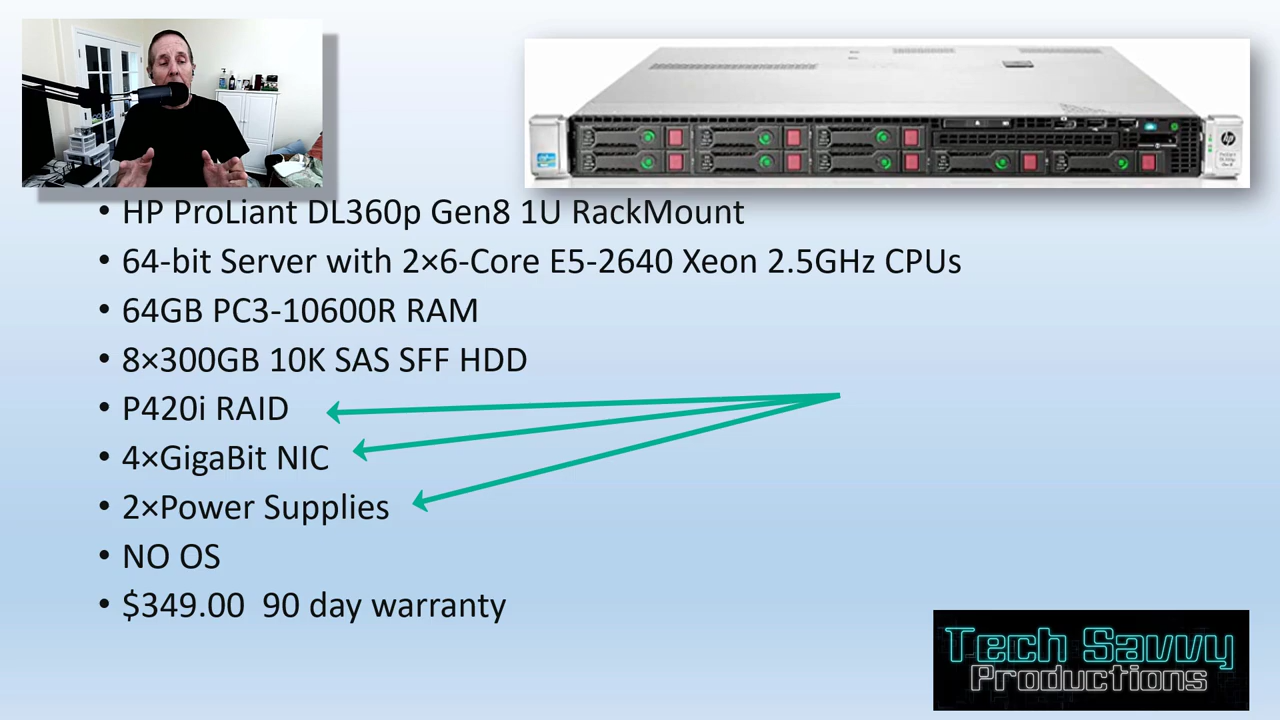 HP ProLiant DL360p Gen8 1U RackMount
64-bit Server with 2×6-Core E5-2640 Xeon 2.5GHz CPUs
64GB PC3-10600R RAM
8×300GB 10K SAS SFF HDD
P420i RAID
4×GigaBit NIC
2×Power Supplies
NO OS
$349.00 90 day warranty
Tech Savvy
Productions